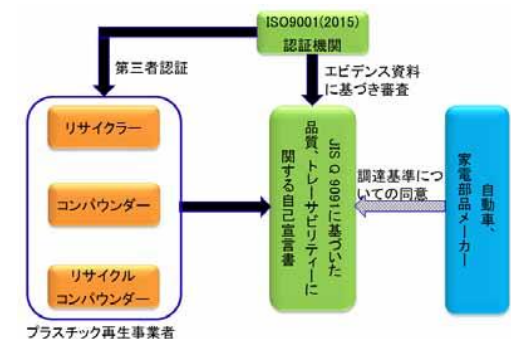 ISO9001(2015)
認証機関
第三者認証
エビデンス資料
に基づき審査
リサイクラー
コンパウンダー
リサイクル
コンパウンダー
プラスチック再生事業者
JIS Q 9091に基づいた
品質、トレーサビリティーに
関する自己宣言書
調達基準につ
いての同意
自動車、
家電部品メーカー